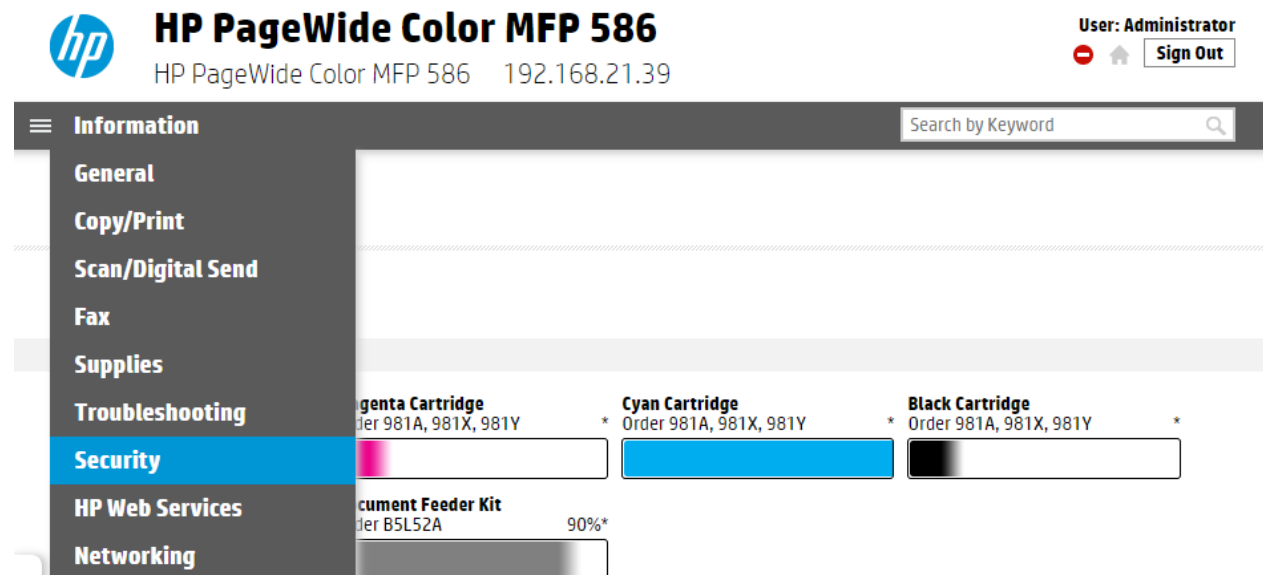 hp
HP PageWide Color MFP 586
HP PageWide Color MFP 586 192.168.21.39
User: Administrator
Sign Out
Information
Search by Keyword
General
Copy/Print
Scan/Digital Send
Fax
Supplies
Troubleshooting
Security
HP Web Services
Networking
genta Cartridge
der 981A, 981X, 981Y *
Cyan Cartridge
Order 981A, 981X, 981Y *
Black Cartridge
Order 981A, 981X, 981Y *
cument Feeder Kit
der B5L52A 90%*